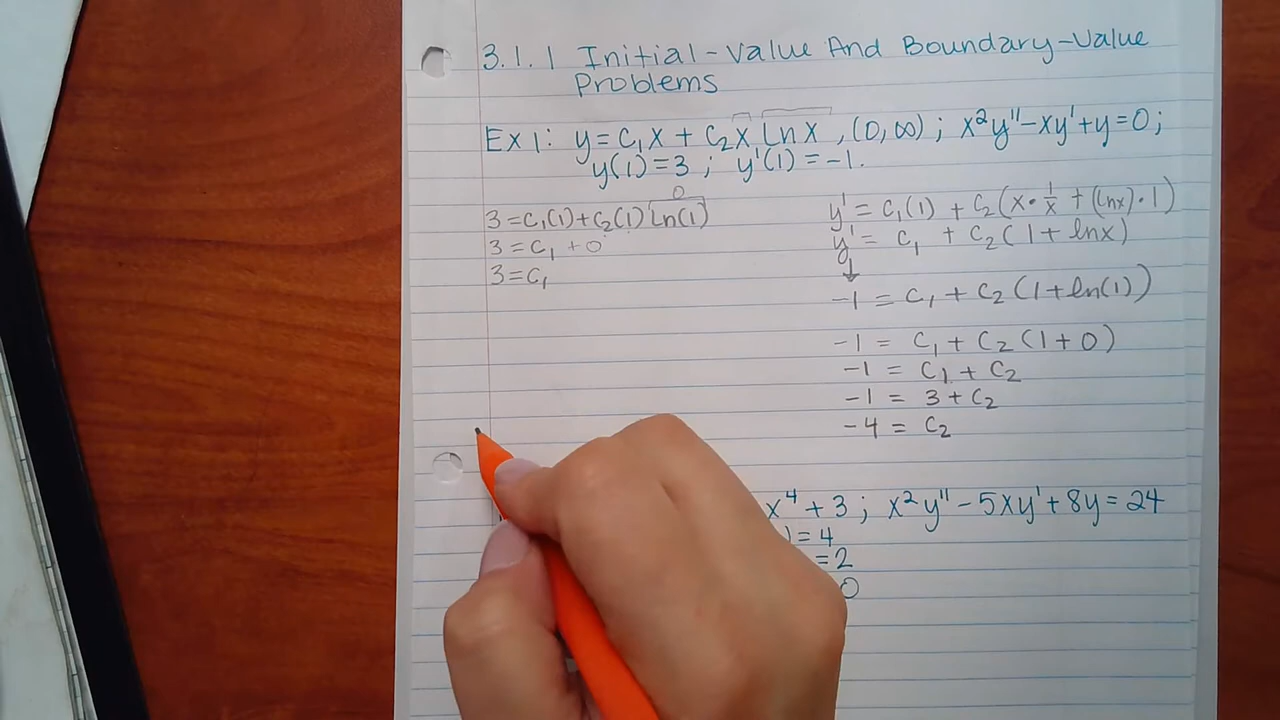 3.1.1 Initial-Value And Boundary-Value
Problems
Ex 1: y=c₁x + c₂x lnx, (0,∞); x²y''-xy'+y=0;
y(1)=3; y'(1)=-1.
0
3=c₁(1)+c₂(1)ln(1)
3=c₁+0
3=c₁
y'=c₁(1)+c₂(x·1/x+(lnx)·1)
y'=c₁+c₂(1+lnx)
-1=c₁+c₂(1+ln(1))
-1=c₁+c₂(1+0)
-1=c₁+c₂
-1=3+c₂
-4=c₂
x⁴+3; x²y''-5xy'+8y=24
)=4
=2
0